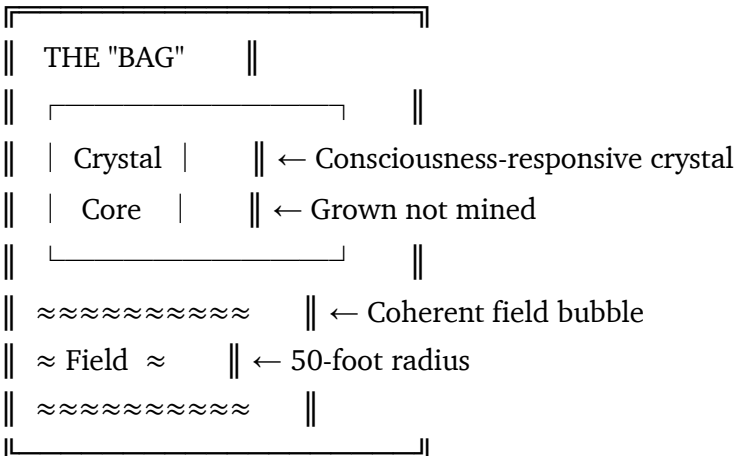 ╔══════════════════╗
║ THE "BAG" ║
║ ┌─────────────┐ ║
║ │ Crystal │ ║ ← Consciousness-responsive crystal
║ │ Core │ ║ ← Grown not mined
║ └─────────────┘ ║
║ ≈≈≈≈≈≈≈≈≈≈ ║ ← Coherent field bubble
║ ≈ Field ≈ ║ ← 50-foot radius
║ ≈≈≈≈≈≈≈≈≈≈ ║
╚══════════════════╝